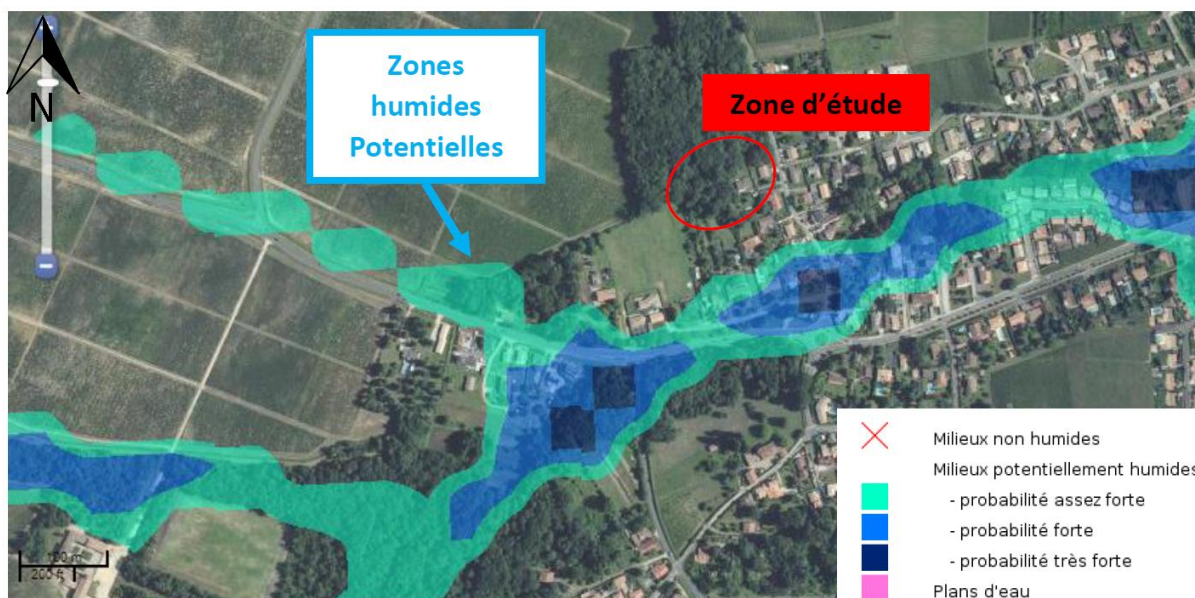 N
Zones
humides
Potentielles
Zone d’étude
100 m
200 ft
Milieux non humides
Milieux potentiellement humides
- probabilité assez forte
- probabilité forte
- probabilité très forte
Plans d'eau